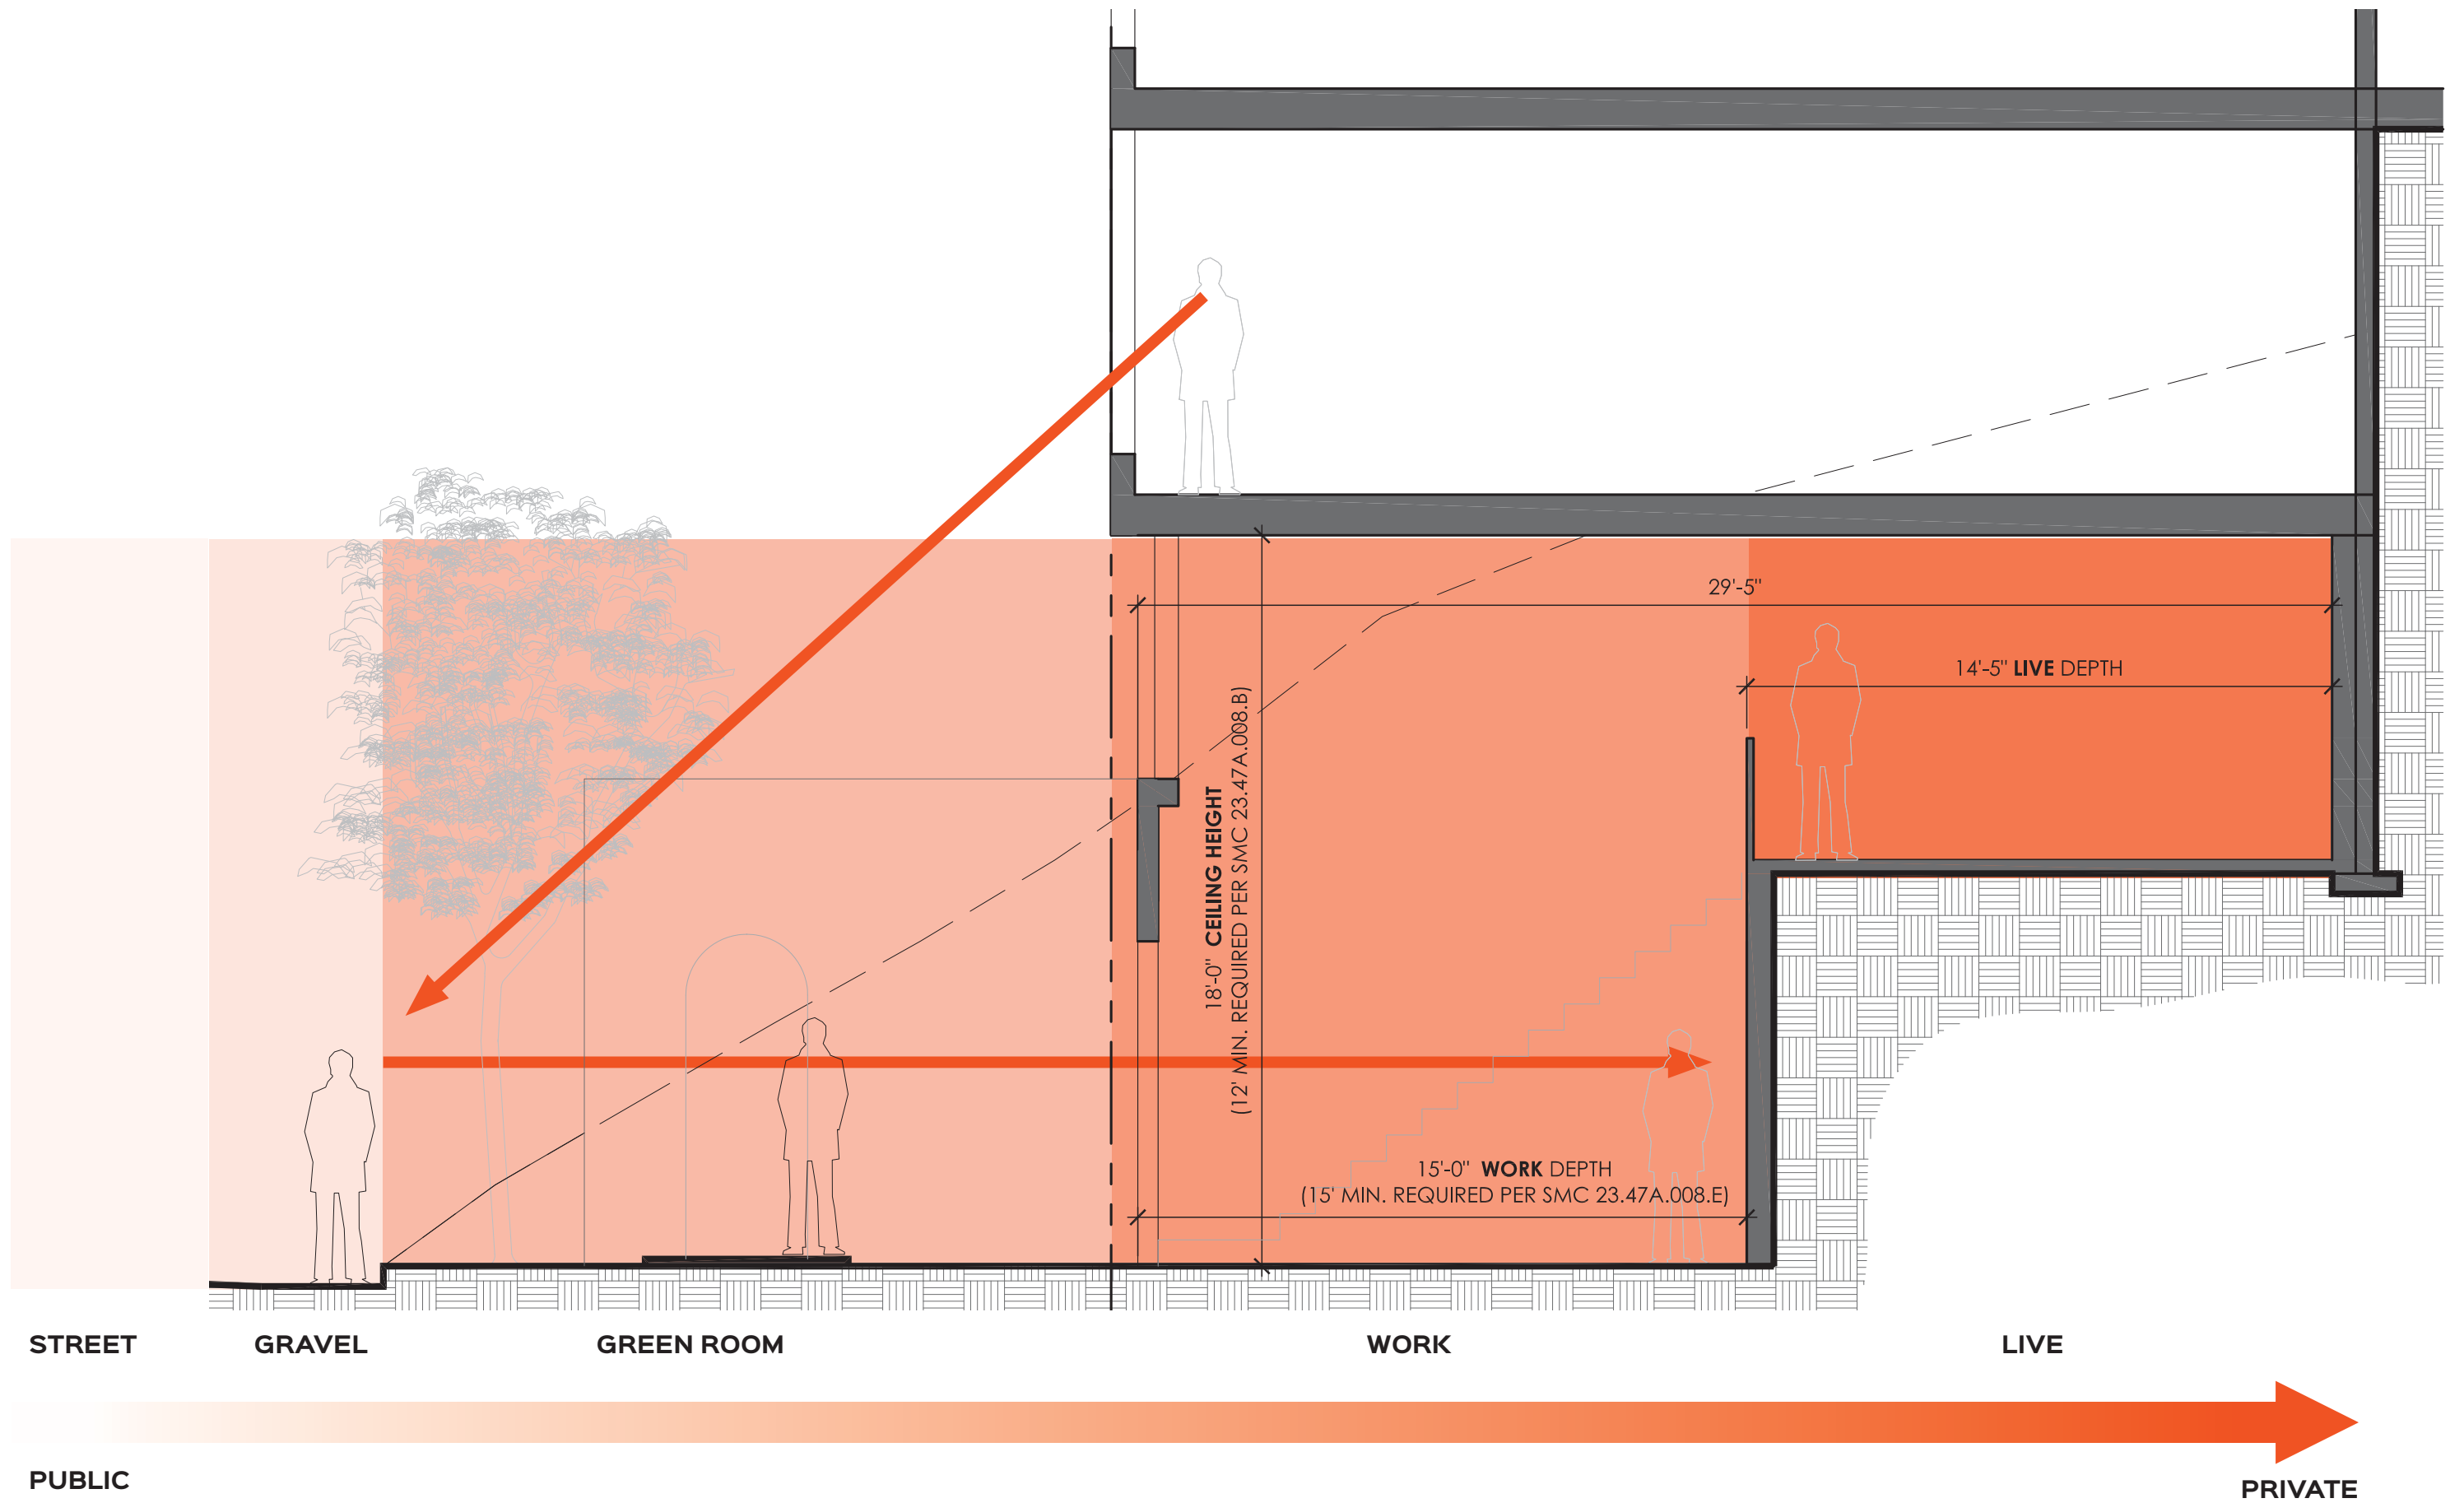 29'-5"
14'-5" LIVE DEPTH
18'-0" CEILING HEIGHT
(12' MIN. REQUIRED PER SMC 23.47A.008.B)
15'-0" WORK DEPTH
(15' MIN. REQUIRED PER SMC 23.47A.008.E)
STREET GRAVEL GREEN ROOM WORK LIVE
PUBLIC PRIVATE